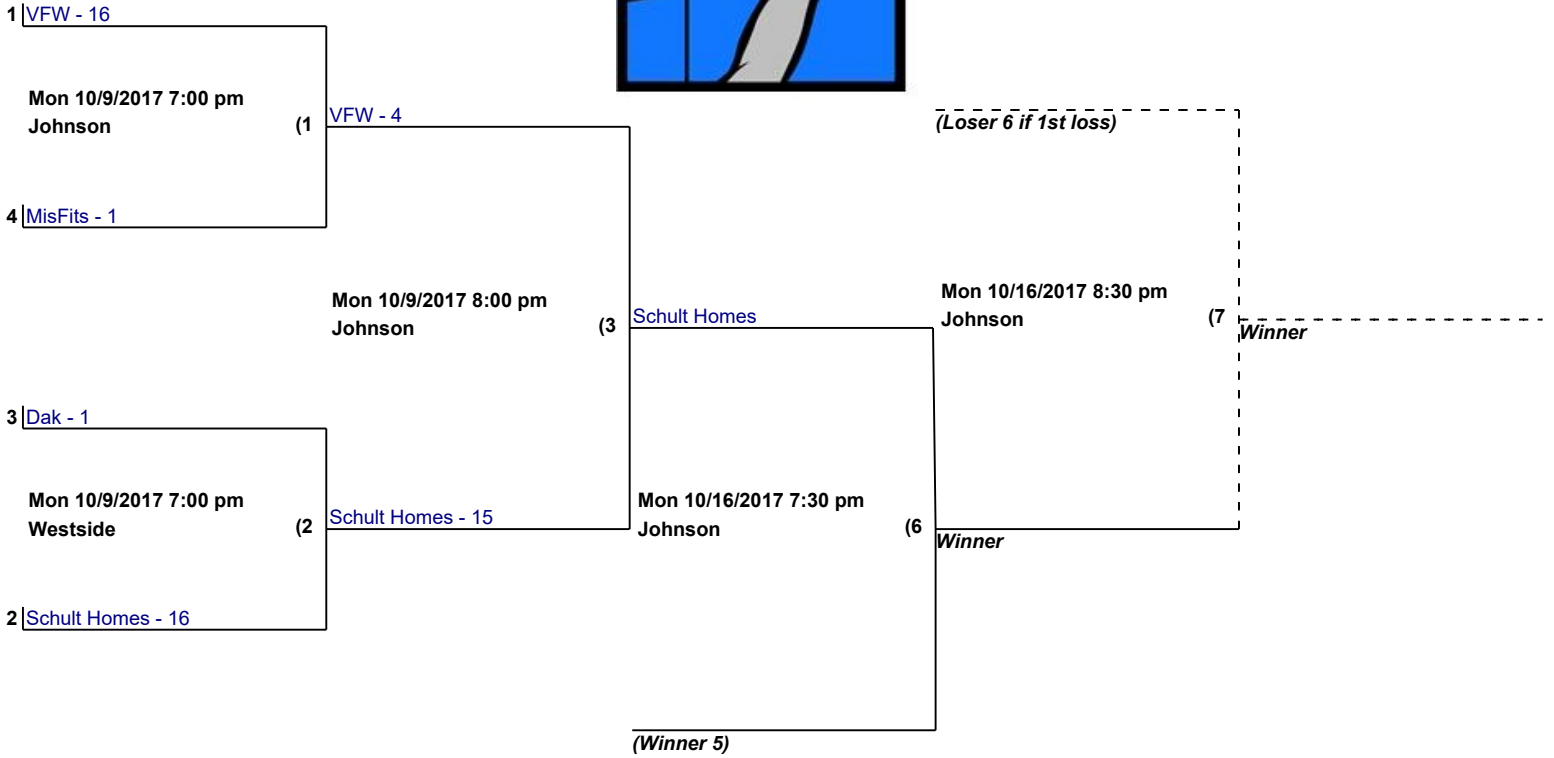 1 VFW - 16
Mon 10/9/2017 7:00 pm
Johnson
(1
VFW - 4
(Loser 6 if 1st loss)
4 MisFits - 1
Mon 10/9/2017 8:00 pm
Johnson
(3
Schult Homes
Mon 10/16/2017 8:30 pm
Johnson
(7
Winner
3 Dak - 1
Mon 10/9/2017 7:00 pm
Westside
(2
Schult Homes - 15
Mon 10/16/2017 7:30 pm
Johnson
(6
Winner
2 Schult Homes - 16
(Winner 5)